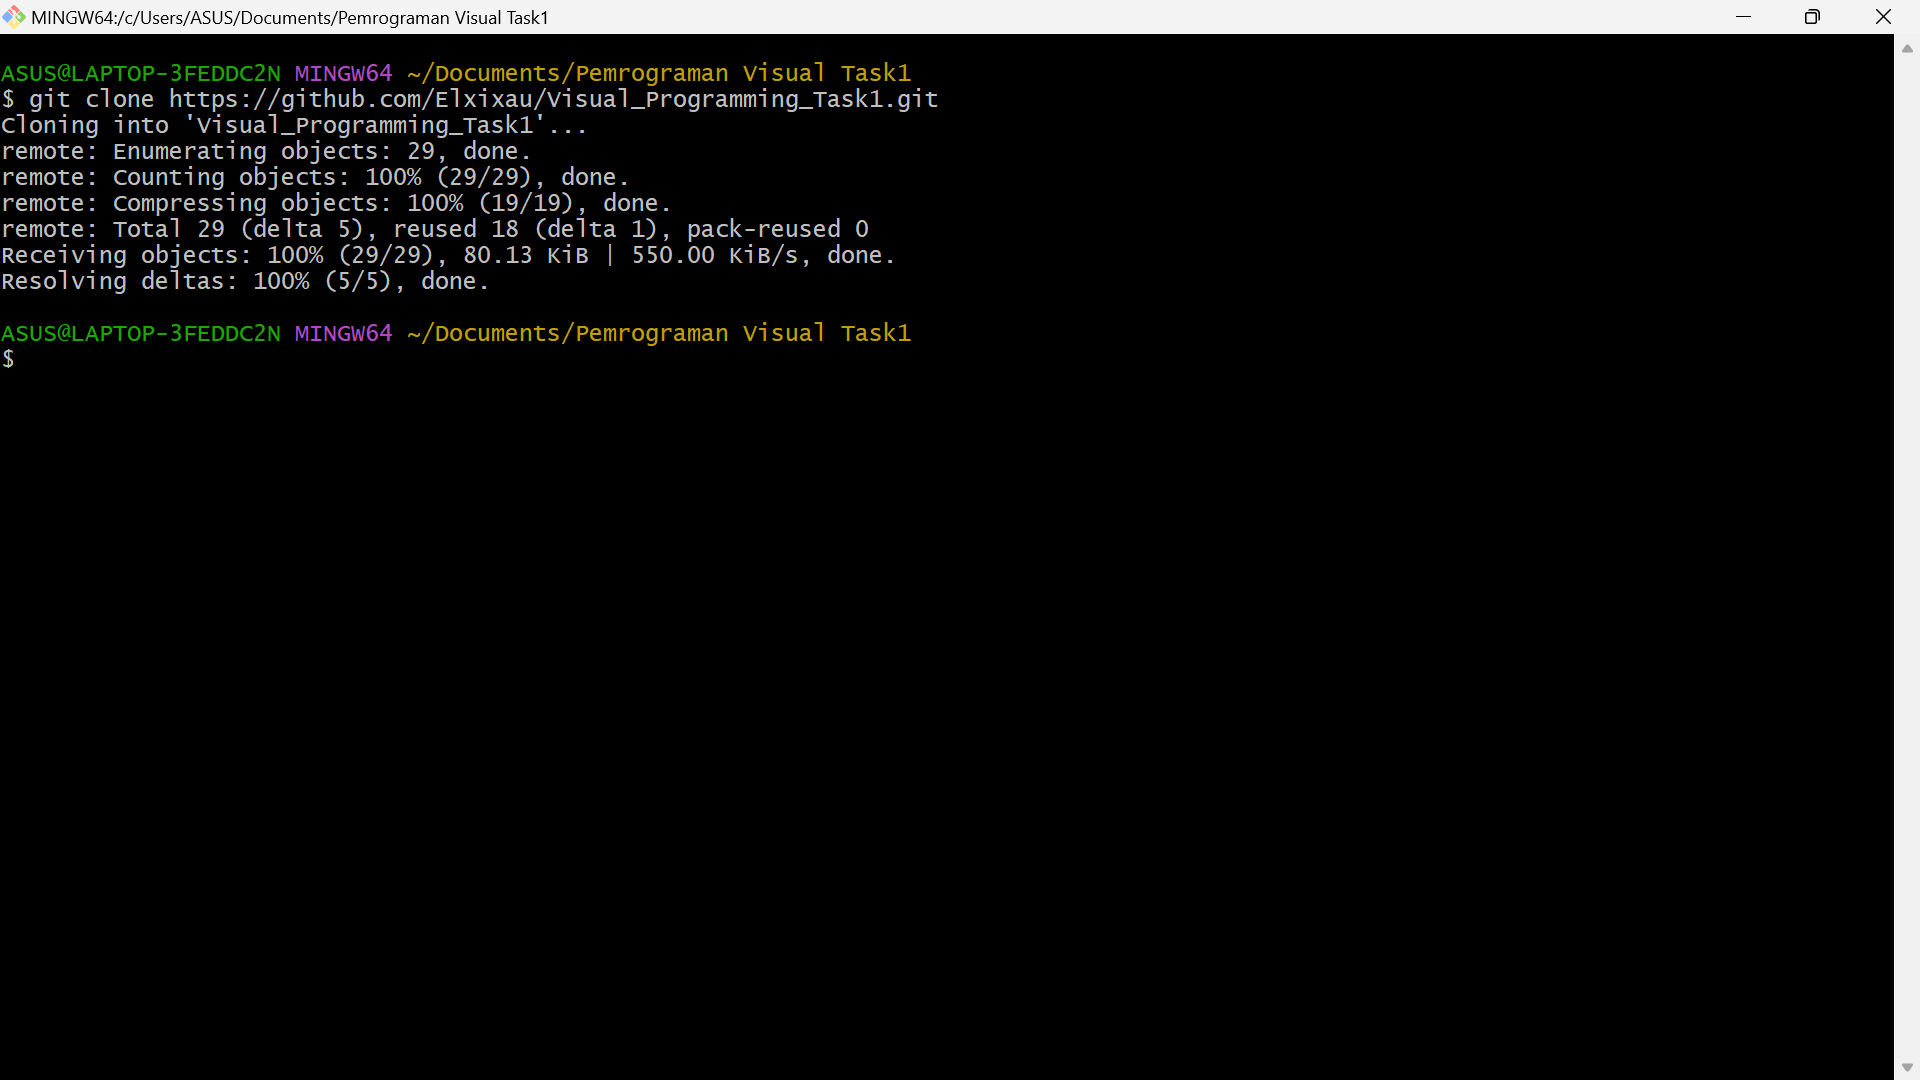 MINGW64:/c/Users/ASUS/Documents/Pemrograman Visual Task1
ASUS@LAPTOP-3FEDDC2N MINGW64 ~/Documents/Pemrograman Visual Task1
$ git clone https://github.com/Elxixau/Visual_Programming_Task1.git
Cloning into 'Visual_Programming_Task1'...
remote: Enumerating objects: 29, done.
remote: Counting objects: 100% (29/29), done.
remote: Compressing objects: 100% (19/19), done.
remote: Total 29 (delta 5), reused 18 (delta 1), pack-reused 0
Receiving objects: 100% (29/29), 80.13 KiB | 550.00 KiB/s, done.
Resolving deltas: 100% (5/5), done.
ASUS@LAPTOP-3FEDDC2N MINGW64 ~/Documents/Pemrograman Visual Task1
$